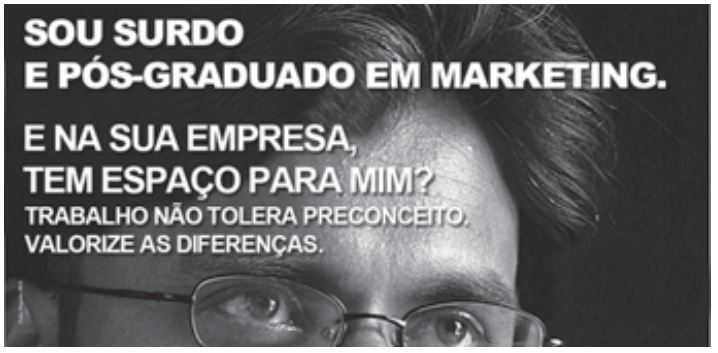 SOU SURDO
E PÓS-GRADUADO EM MARKETING.
E NA SUA EMPRESA,
TEM ESPAÇO PARA MIM?
TRABALHO NÃO TOLERA PRECONCEITO.
VALORIZE AS DIFERENÇAS.